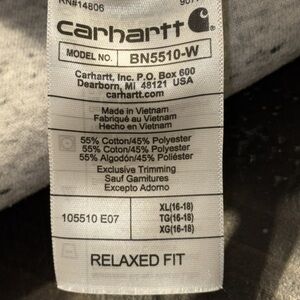 RN#14806
carhartt
MODEL NO. BN5510-W
Carhartt, Inc. P.O. Box 600
Dearborn, MI 48121 USA
carhartt.com
Made in Vietnam
Fabriqué au Vietnam
Hecho en Vietnam
55% Cotton/45% Polyester
55% Coton/45% Polyester
55% Algodón/45% Poliéster
Exclusive Trimming
Sauf Garnitures
Excepto Adorno
105510 E07
XL(16-18)
TG(16-18)
XG(16-18)
RELAXED FIT